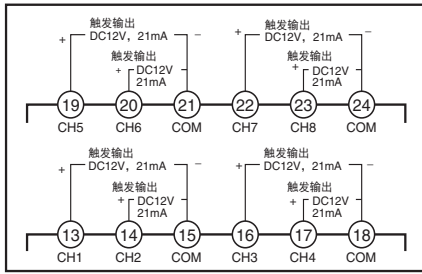 触发输出
触发输出
+ DC12V，21mA −
+ DC12V，21mA −
触发输出
触发输出
+ DC12V
21mA
+ DC12V
21mA
19 20 21 22 23 24
CH5 CH6 COM CH7 CH8 COM
触发输出
触发输出
+ DC12V，21mA −
+ DC12V，21mA −
触发输出
触发输出
+ DC12V
21mA
+ DC12V
21mA
13 14 15 16 17 18
CH1 CH2 COM CH3 CH4 COM